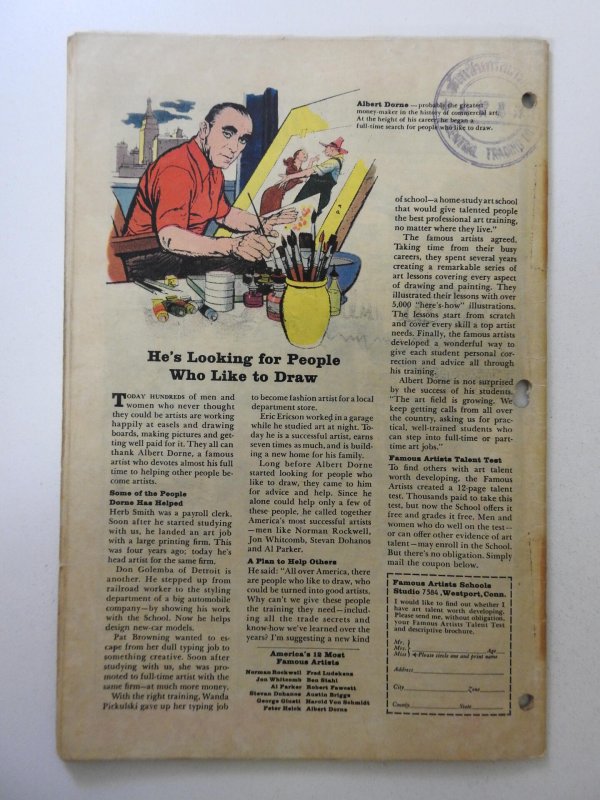 Albert Dorne — probably the greatest
money-maker in the history of commercial art.
At the height of his career, he began a
full-time search for people who like to draw.
He's Looking for People
Who Like to Draw
TODAY HUNDREDS of men and
women who never thought
they could be artists are working
happily at easels and drawing
boards, making pictures and get-
ting well paid for it. They all can
thank Albert Dorne, a famous
artist who devotes almost his full
time to helping other people be-
come artists.
Some of the People
Dorne Has Helped
Herb Smith was a payroll clerk.
Soon after he started studying
with us, he landed an art job
with a large printing firm. This
was four years ago; today he's
head artist for the same firm.
Don Golemba of Detroit is
another. He stepped up from
railroad worker to the styling
department of a big automobile
company—by showing his work
with the School. Now he helps
design new-car models.
Pat Browning wanted to es-
cape from her dull typing job to
something creative. Soon after
studying with us, she was pro-
moted to full-time artist with the
same firm—at much more money.
With the right training, Wanda
Pickulski gave up her typing job
to become fashion artist for a local
department store.
Eric Ericson worked in a garage
while he studied art at night. To-
day he is a successful artist, earns
seven times as much, and is build-
ing a new home for his family.
Long before Albert Dorne
started looking for people who
like to draw, they came to him
for advice and help. Since he
alone could help only a few of
these people, he called together
America's most successful artists
—men like Norman Rockwell,
Jon Whitcomb, Stevan Dohanos
and Al Parker.
A Plan to Help Others
He said: "All over America, there
are people who like to draw, who
could be turned into good artists.
Why can't we give these people
the training they need—includ-
ing all the trade secrets and
know-how we've learned over the
years? I'm suggesting a new kind
America's 12 Most
Famous Artists
Norman Rockwell Fred Ludekens
Jon Whitcomb Ben Stahl
Al Parker Robert Fawcett
Stevan Dohanos Austin Briggs
George Giusti Harold Von Schmidt
Peter Helck Albert Dorne
of school—a home-study art school
that would give talented people
the best professional art training,
no matter where they live."
The famous artists agreed.
Taking time from their busy
careers, they spent several years
creating a remarkable series of
art lessons covering every aspect
of drawing and painting. They
illustrated their lessons with over
5,000 "here's-how" illustrations.
The lessons start from scratch
and cover every skill a top artist
needs. Finally, the famous artists
developed a wonderful way to
give each student personal cor-
rection and advice all through
his training.
Albert Dorne is not surprised
by the success of his students.
"The art field is growing. We
keep getting calls from all over
the country, asking us for prac-
tical, well-trained students who
can step into full-time or part-
time art jobs."
Famous Artists Talent Test
To find others with art talent
worth developing, the Famous
Artists created a 12-page talent
test. Thousands paid to take this
test, but now the School offers it
free and grades it free. Men and
women who do well on the test—
or can offer other evidence of art
talent—may enroll in the School.
But there's no obligation. Simply
mail the coupon below.
Famous Artists Schools
Studio 7584, Westport, Conn.
I would like to find out whether I
have art talent worth developing.
Please send me, without obligation,
your Famous Artists Talent Test
and descriptive brochure.
Mr.
Mrs. Age
Miss Please circle one and print name
Address
City Zone
County State